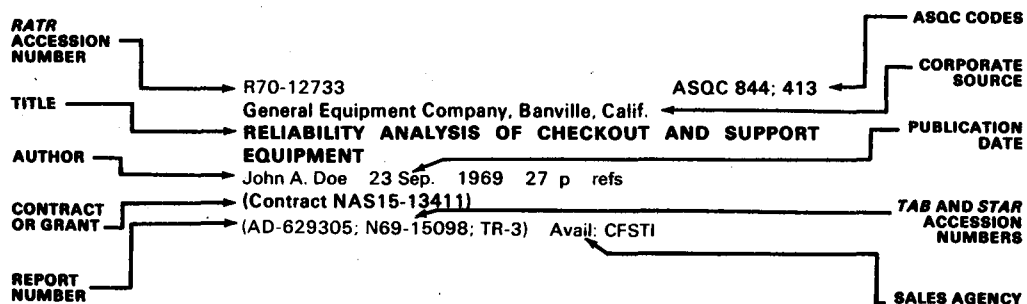 RATR
ACCESSION
NUMBER
TITLE
AUTHOR
CONTRACT
OR GRANT
REPORT
NUMBER
R70-12733 ASQC 844; 413
General Equipment Company, Banville, Calif.
RELIABILITY ANALYSIS OF CHECKOUT AND SUPPORT
EQUIPMENT
John A. Doe 23 Sep. 1969 27 p refs
(Contract NAS15-13411)
(AD-629305; N69-15098; TR-3) Avail: CFSTI
ASQC CODES
CORPORATE
SOURCE
PUBLICATION
DATE
TAB AND STAR
ACCESSION
NUMBERS
SALES AGENCY